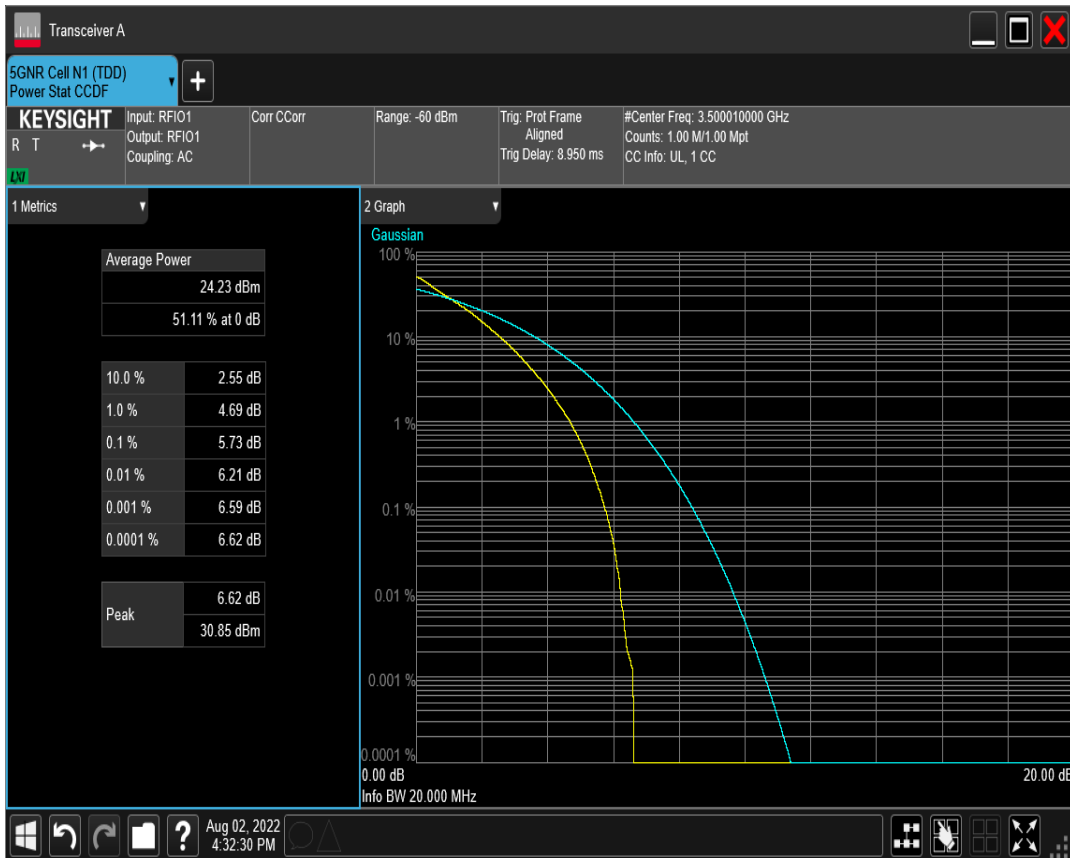 Transceiver A
5GNR Cell N1 (TDD)
Power Stat CCDF
KEYSIGHT
R T
LXI
Input: RFIO1
Output: RFIO1
Coupling: AC
Corr CCorr
Range: -60 dBm
Trig: Prot Frame
Aligned
Trig Delay: 8.950 ms
#Center Freq: 3.500010000 GHz
Counts: 1.00 M/1.00 Mpt
CC Info: UL, 1 CC
1 Metrics
Average Power
24.23 dBm
51.11 % at 0 dB
10.0 % 2.55 dB
1.0 % 4.69 dB
0.1 % 5.73 dB
0.01 % 6.21 dB
0.001 % 6.59 dB
0.0001 % 6.62 dB
Peak
6.62 dB
30.85 dBm
2 Graph
Gaussian
100 %
10 %
1 %
0.1 %
0.01 %
0.001 %
0.0001 %
0.00 dB
20.00 dB
Info BW 20.000 MHz
?
Aug 02, 2022
4:32:30 PM